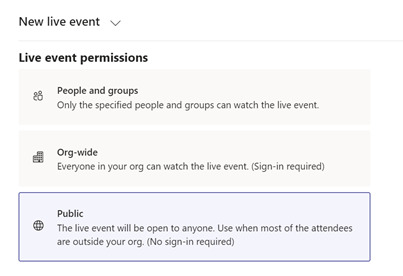 New live event
Live event permissions
People and groups
Only the specified people and groups can watch the live event.
Org-wide
Everyone in your org can watch the live event. (Sign-in required)
Public
The live event will be open to anyone. Use when most of the attendees
are outside your org. (No sign-in required)